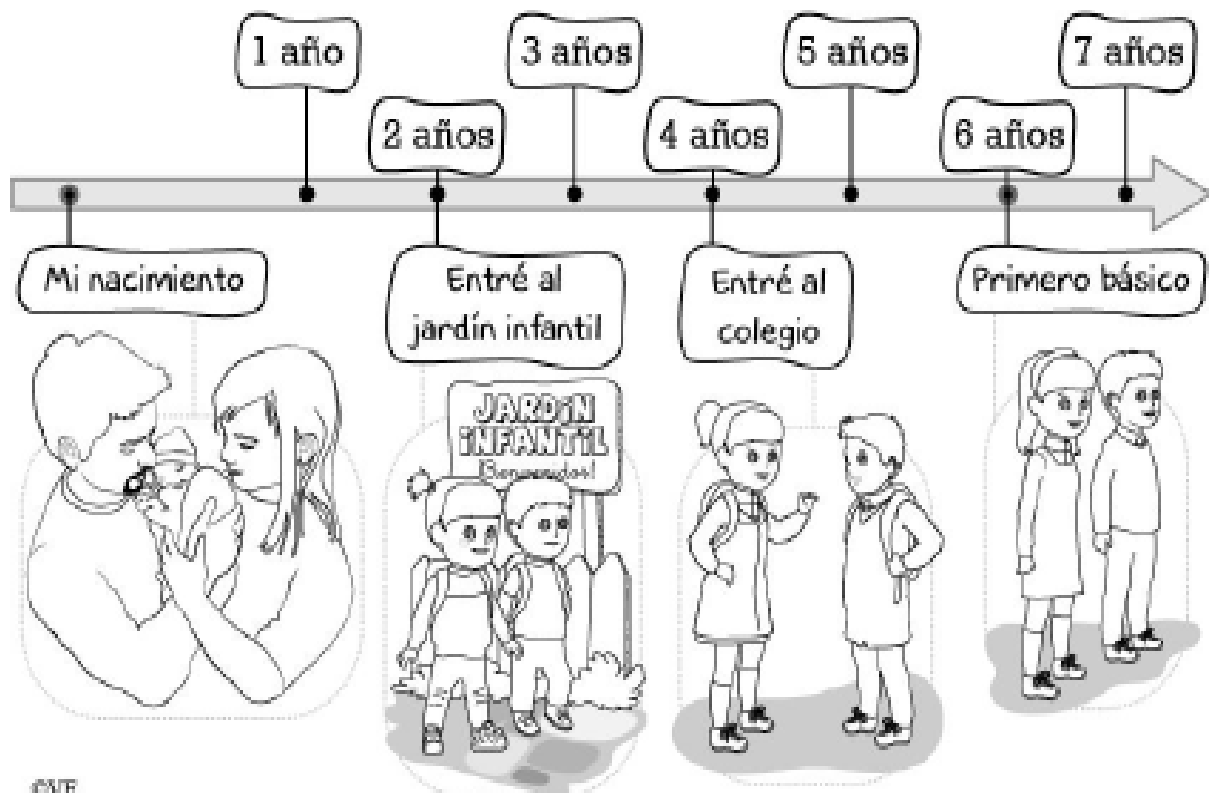 1 año
3 años
5 años
7 años
2 años
4 años
6 años
Mi nacimiento
Entré al
jardín infantil
Entré al
colegio
Primero básico
JARDÍN
INFANTIL
¡Bienvenidos!